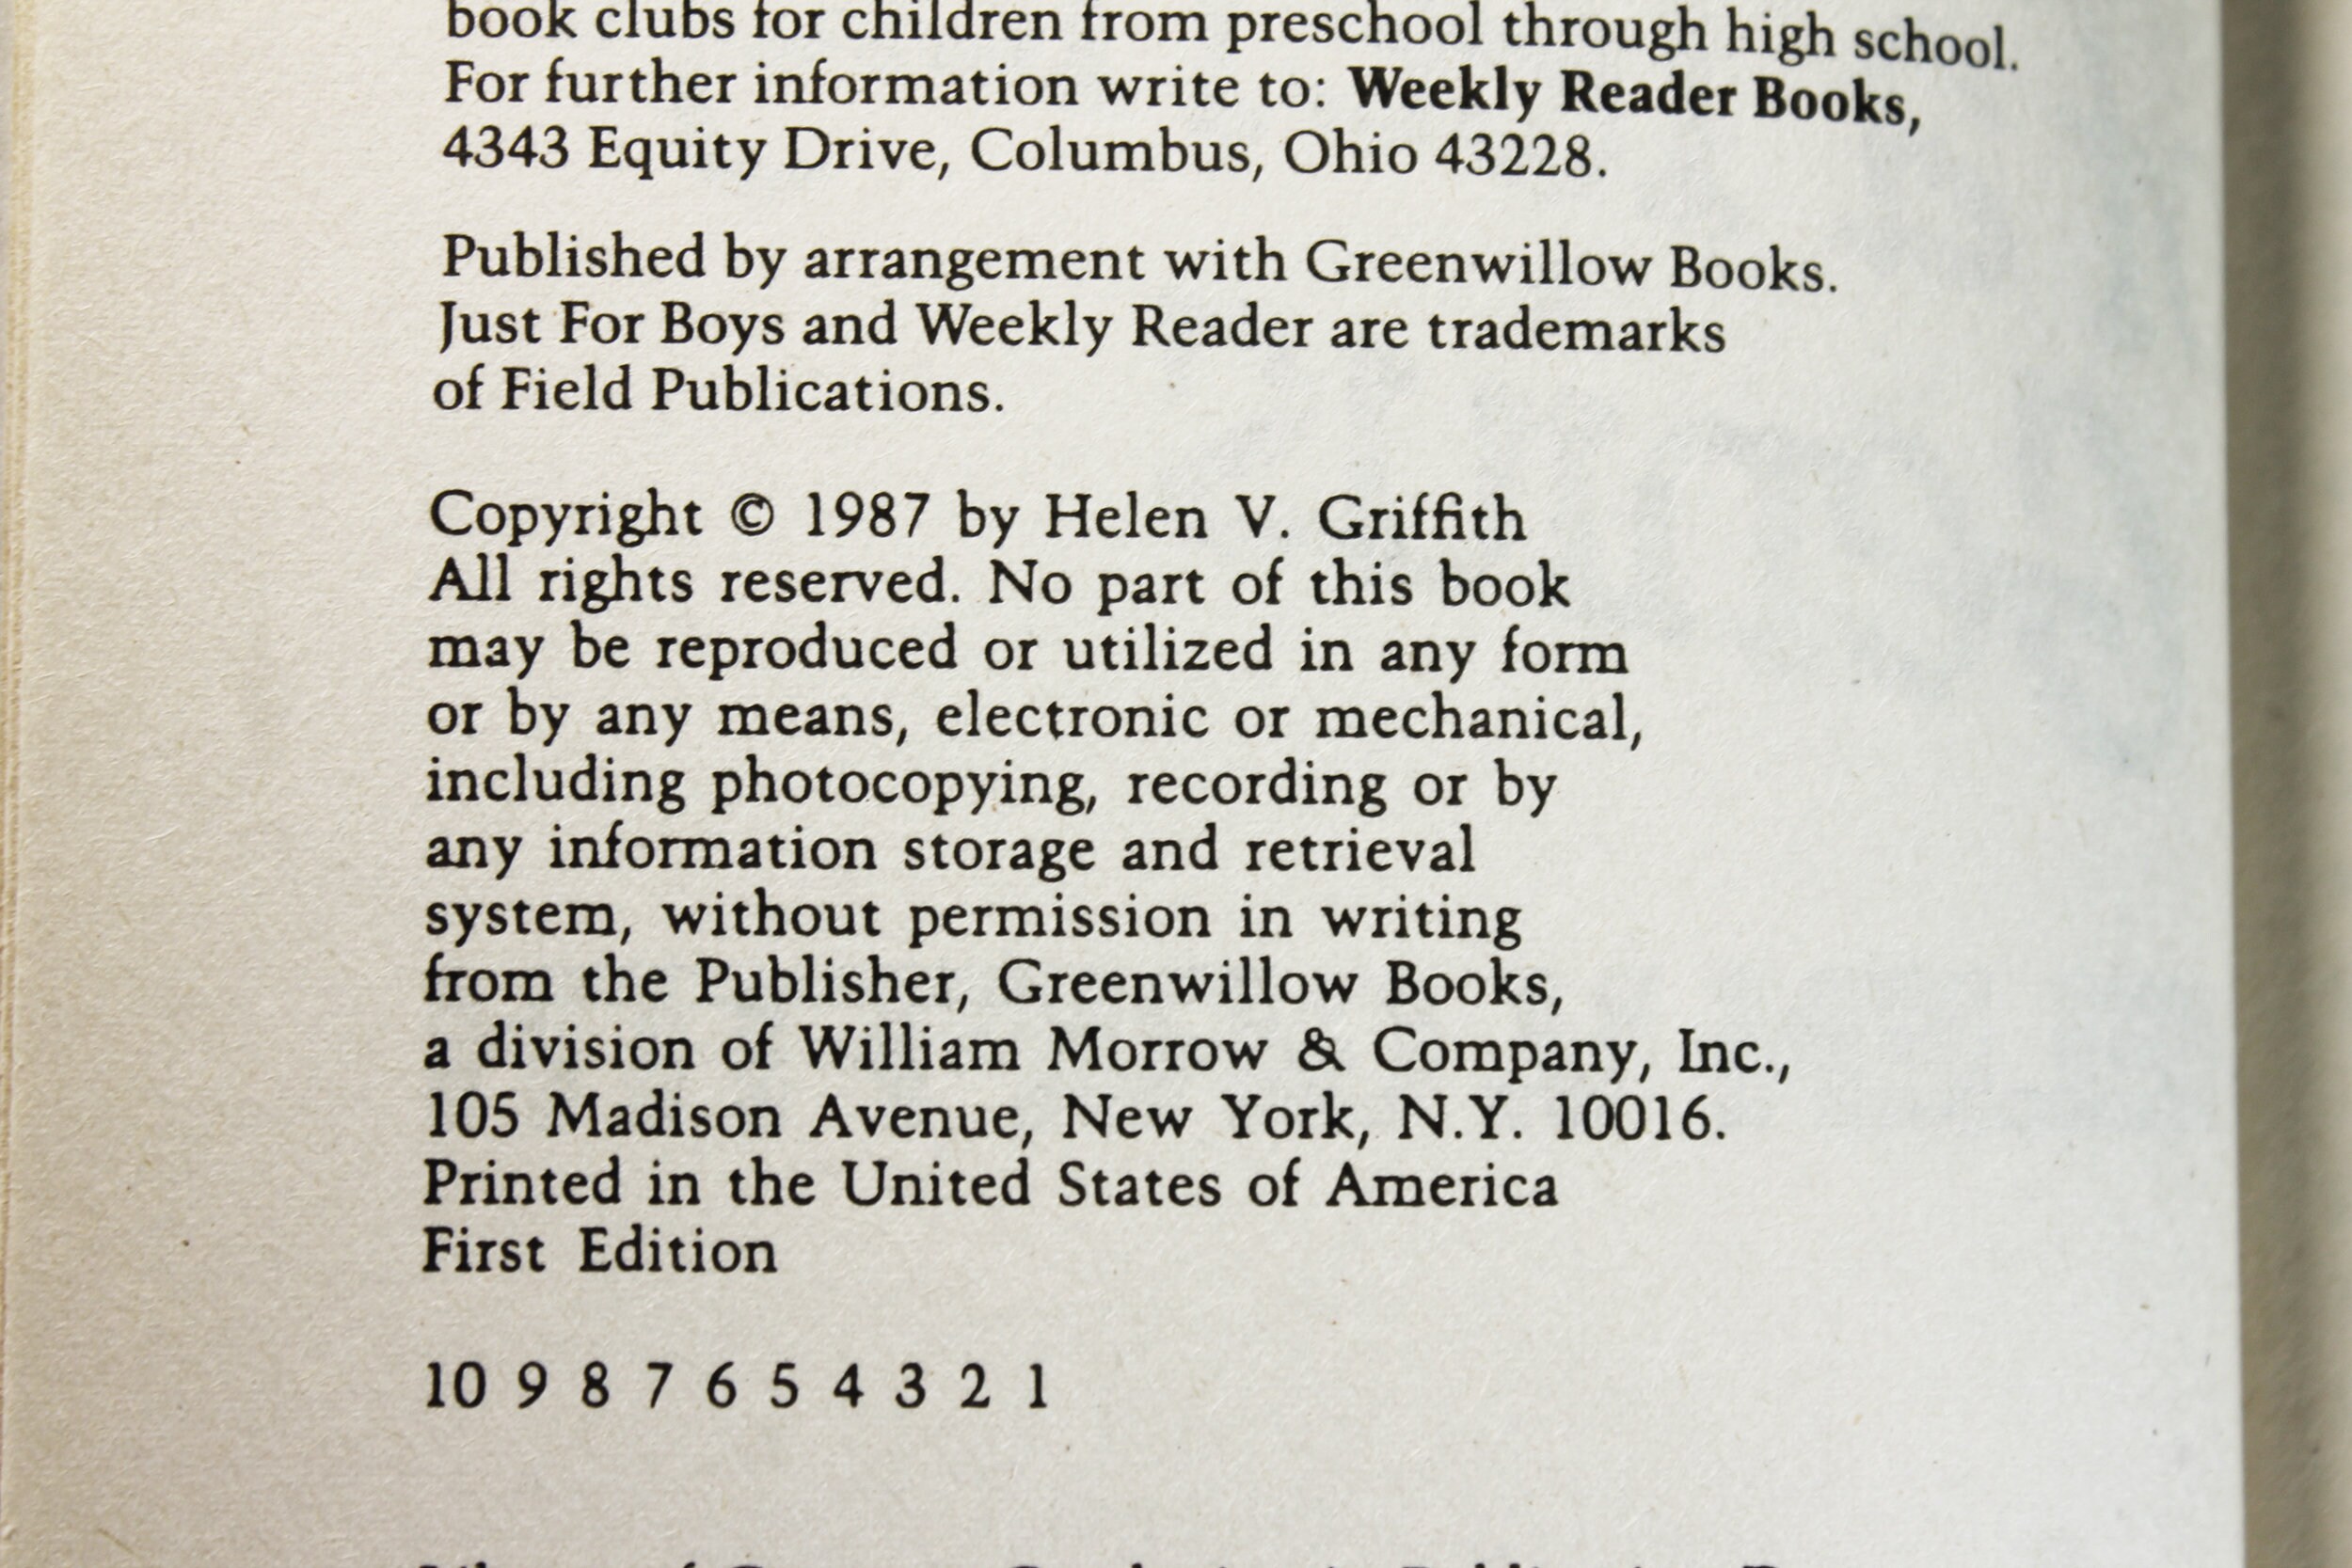 book clubs for children from preschool through high school.
For further information write to: Weekly Reader Books,
4343 Equity Drive, Columbus, Ohio 43228.
Published by arrangement with Greenwillow Books.
Just For Boys and Weekly Reader are trademarks
of Field Publications.
Copyright © 1987 by Helen V. Griffith
All rights reserved. No part of this book
may be reproduced or utilized in any form
or by any means, electronic or mechanical,
including photocopying, recording or by
any information storage and retrieval
system, without permission in writing
from the Publisher, Greenwillow Books,
a division of William Morrow & Company, Inc.,
105 Madison Avenue, New York, N.Y. 10016.
Printed in the United States of America
First Edition
10 9 8 7 6 5 4 3 2 1